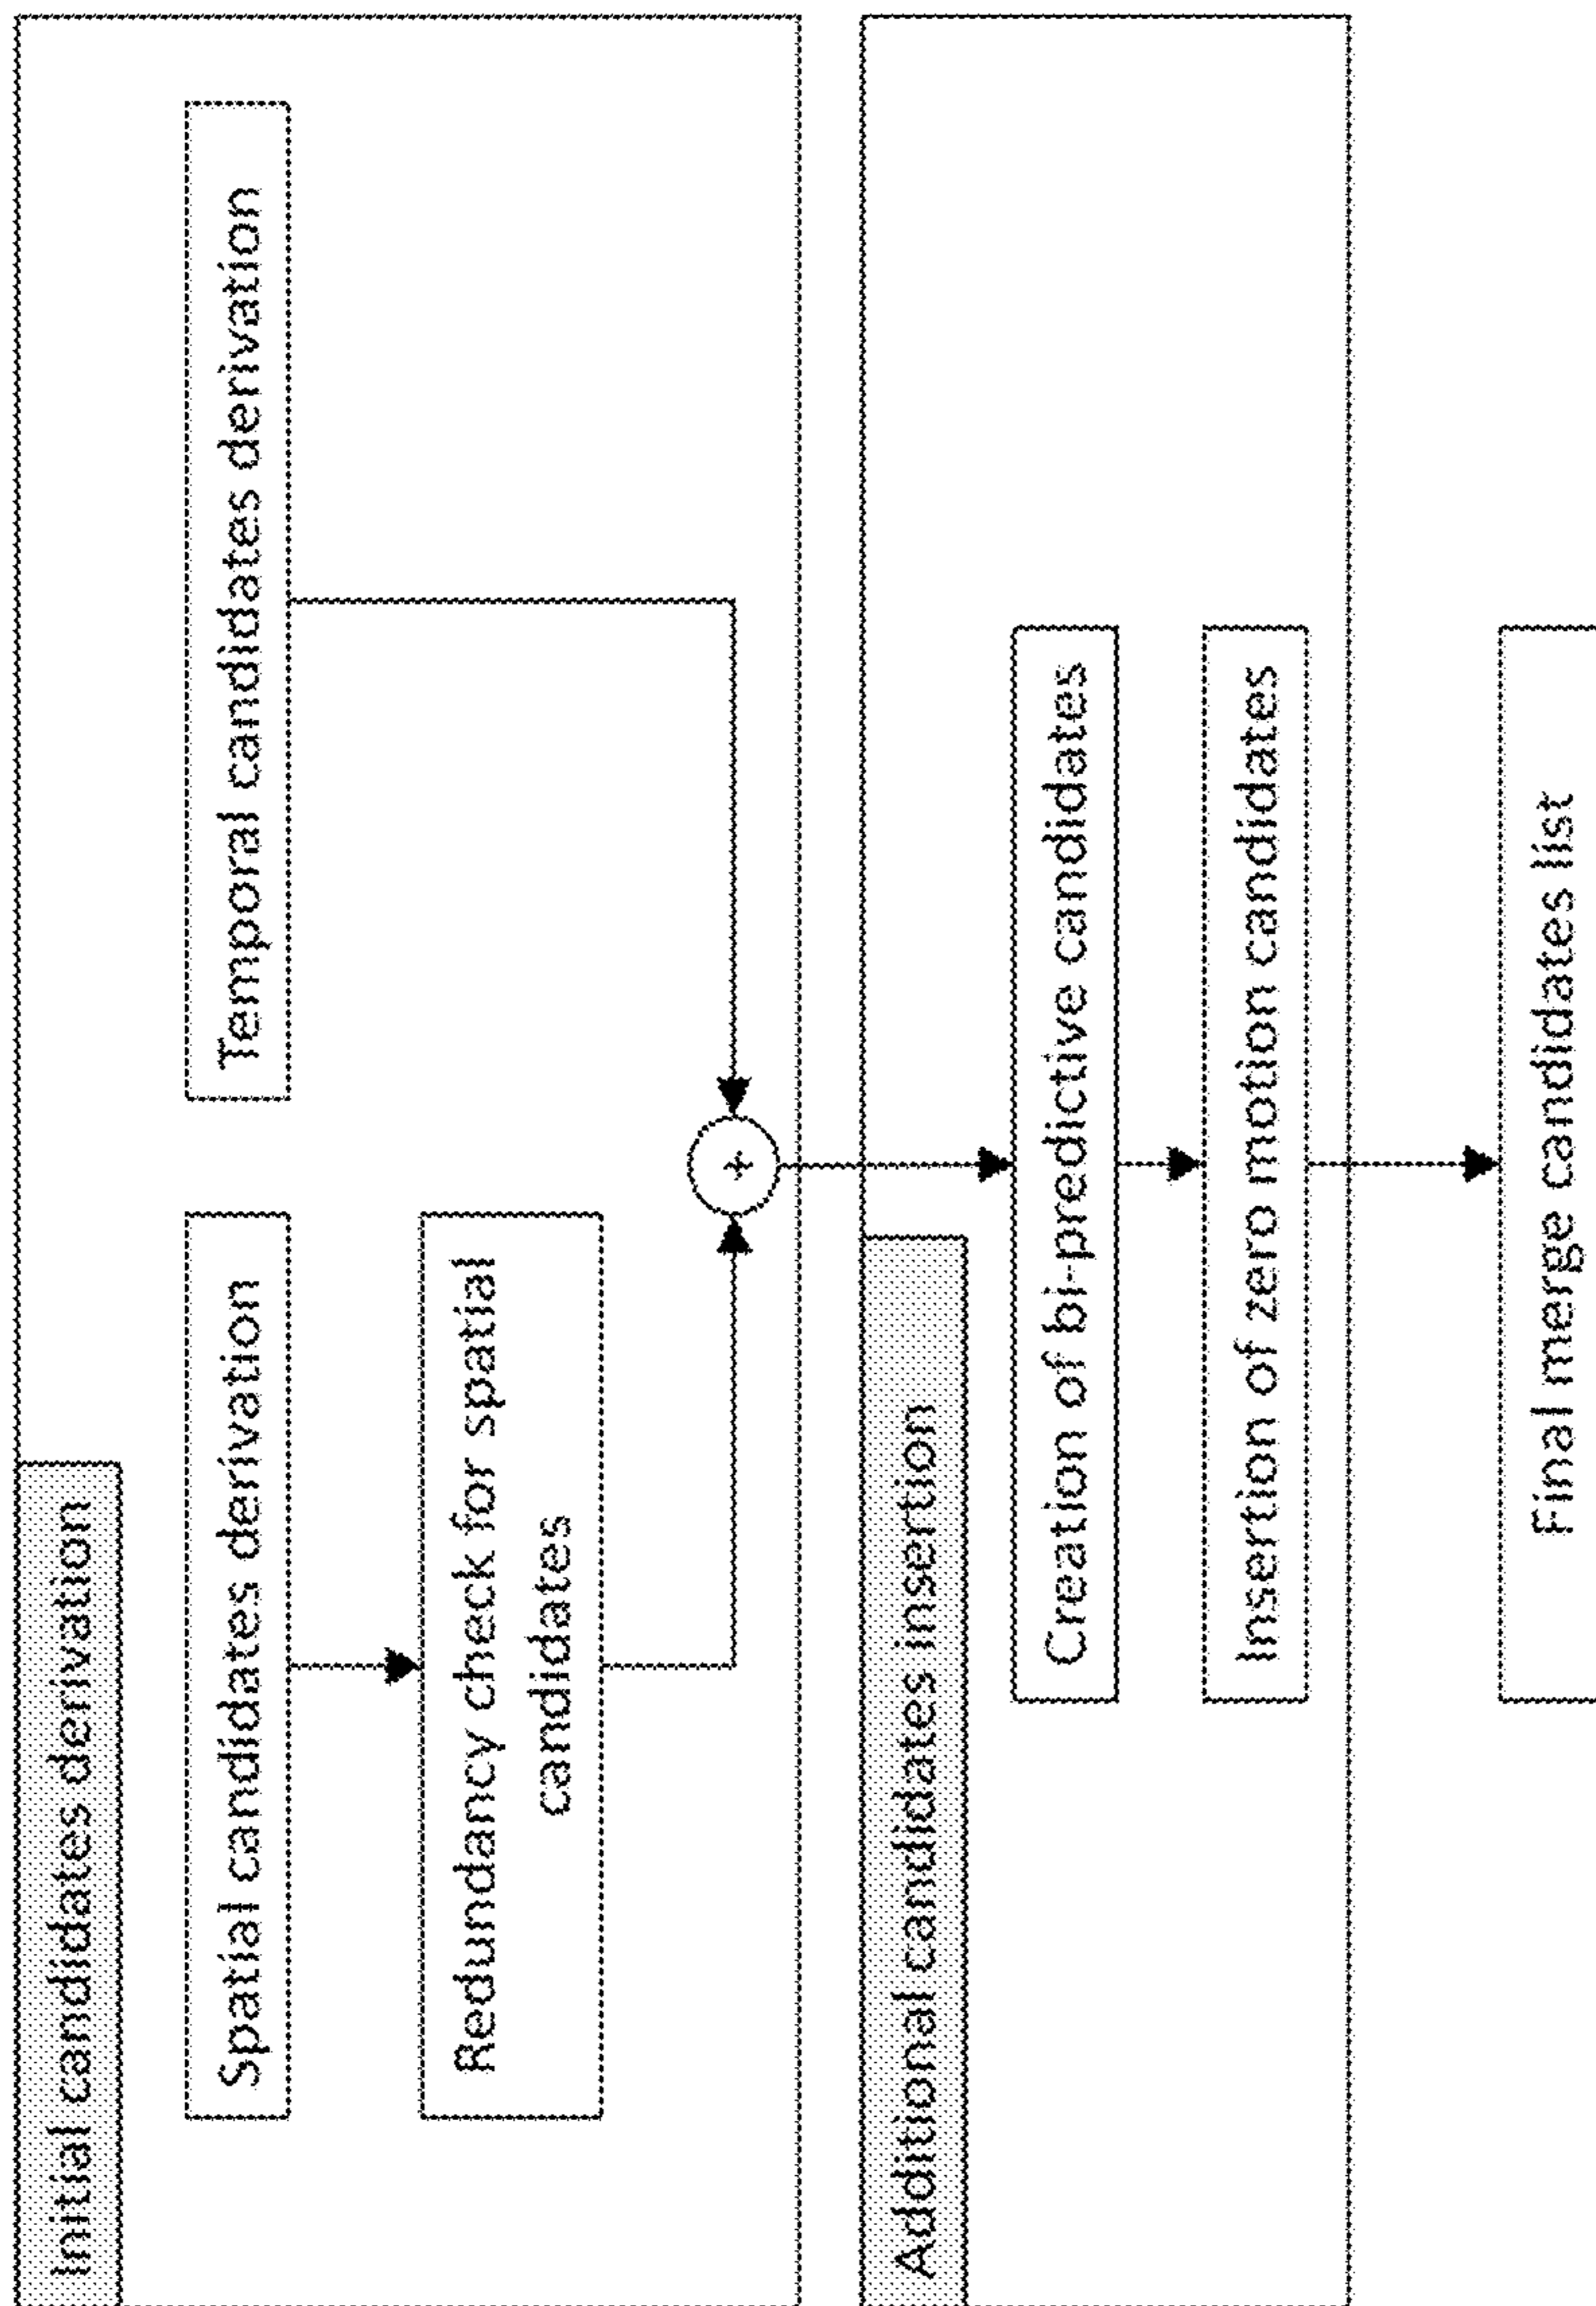 Initial candidates derivation
Spatial candidates derivation
Temporal candidates derivation
Redundancy check for spatial
candidates
+
Additional candidates insertion
Creation of bi-predictive candidates
Insertion of zero motion candidates
Final merge candidates list